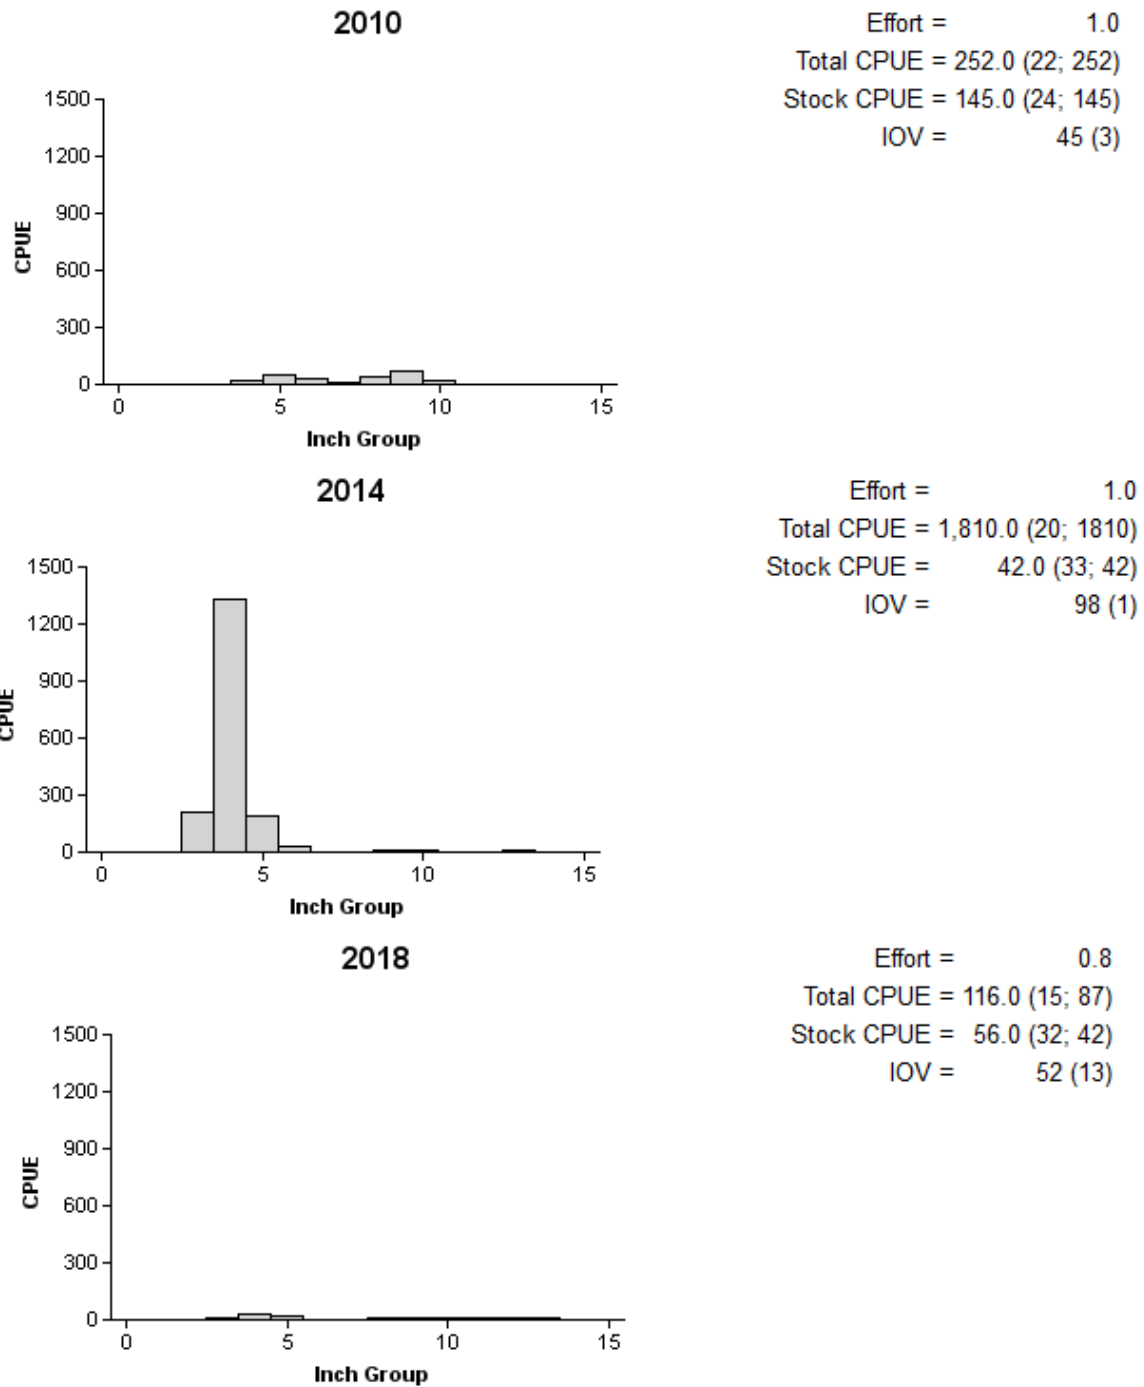 2010
Effort = 1.0
Total CPUE = 252.0 (22; 252)
Stock CPUE = 145.0 (24; 145)
IOV = 45 (3)
1500
1200
900
600
300
0
CPUE
0 5 10 15
Inch Group
2014
Effort = 1.0
Total CPUE = 1,810.0 (20; 1810)
Stock CPUE = 42.0 (33; 42)
IOV = 98 (1)
1500
1200
900
600
300
0
CPUE
0 5 10 15
Inch Group
2018
Effort = 0.8
Total CPUE = 116.0 (15; 87)
Stock CPUE = 56.0 (32; 42)
IOV = 52 (13)
1500
1200
900
600
300
0
CPUE
0 5 10 15
Inch Group